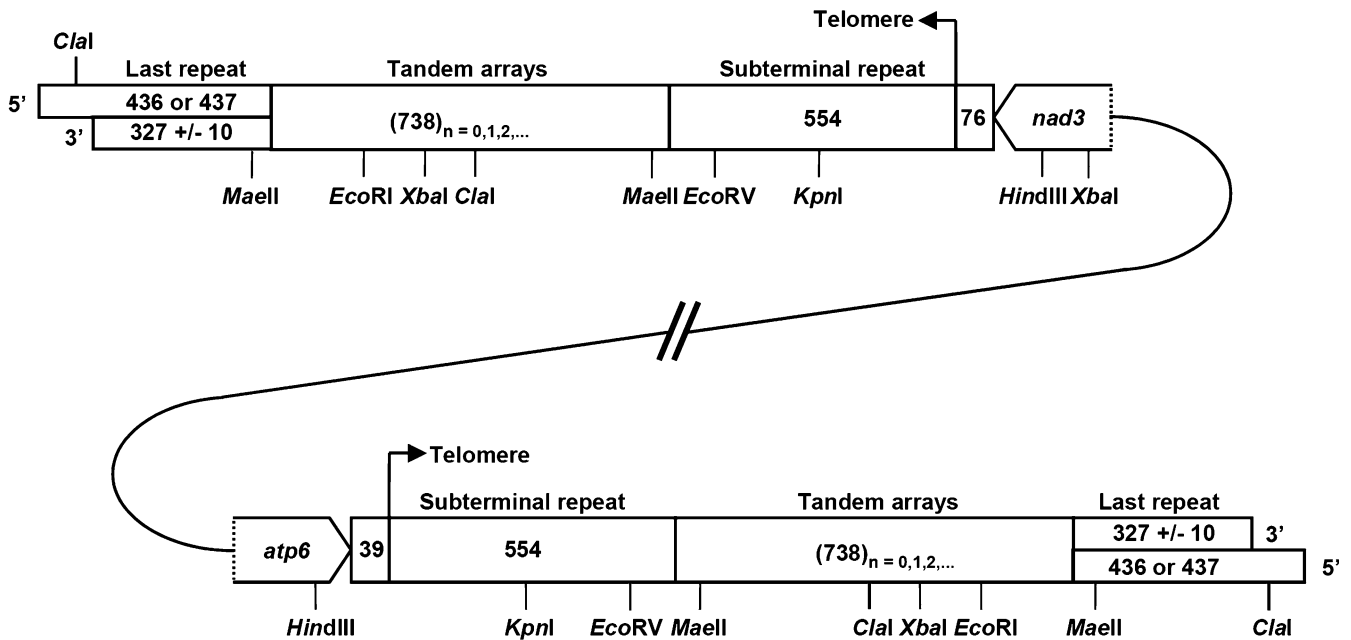 Telomere
ClaI
Last repeat Tandem arrays Subterminal repeat
5’ 436 or 437 (738)n = 0,1,2,... 554 76 nad3
3’ 327 +/- 10
MaeII EcoRI XbaI ClaI MaeII EcoRV KpnI HindIII XbaI
Telomere
Subterminal repeat Tandem arrays Last repeat
atp6 39 554 (738)n = 0,1,2,... 327 +/- 10 3’
436 or 437 5’
HindIII KpnI EcoRV MaeII ClaI XbaI EcoRI MaeII ClaI